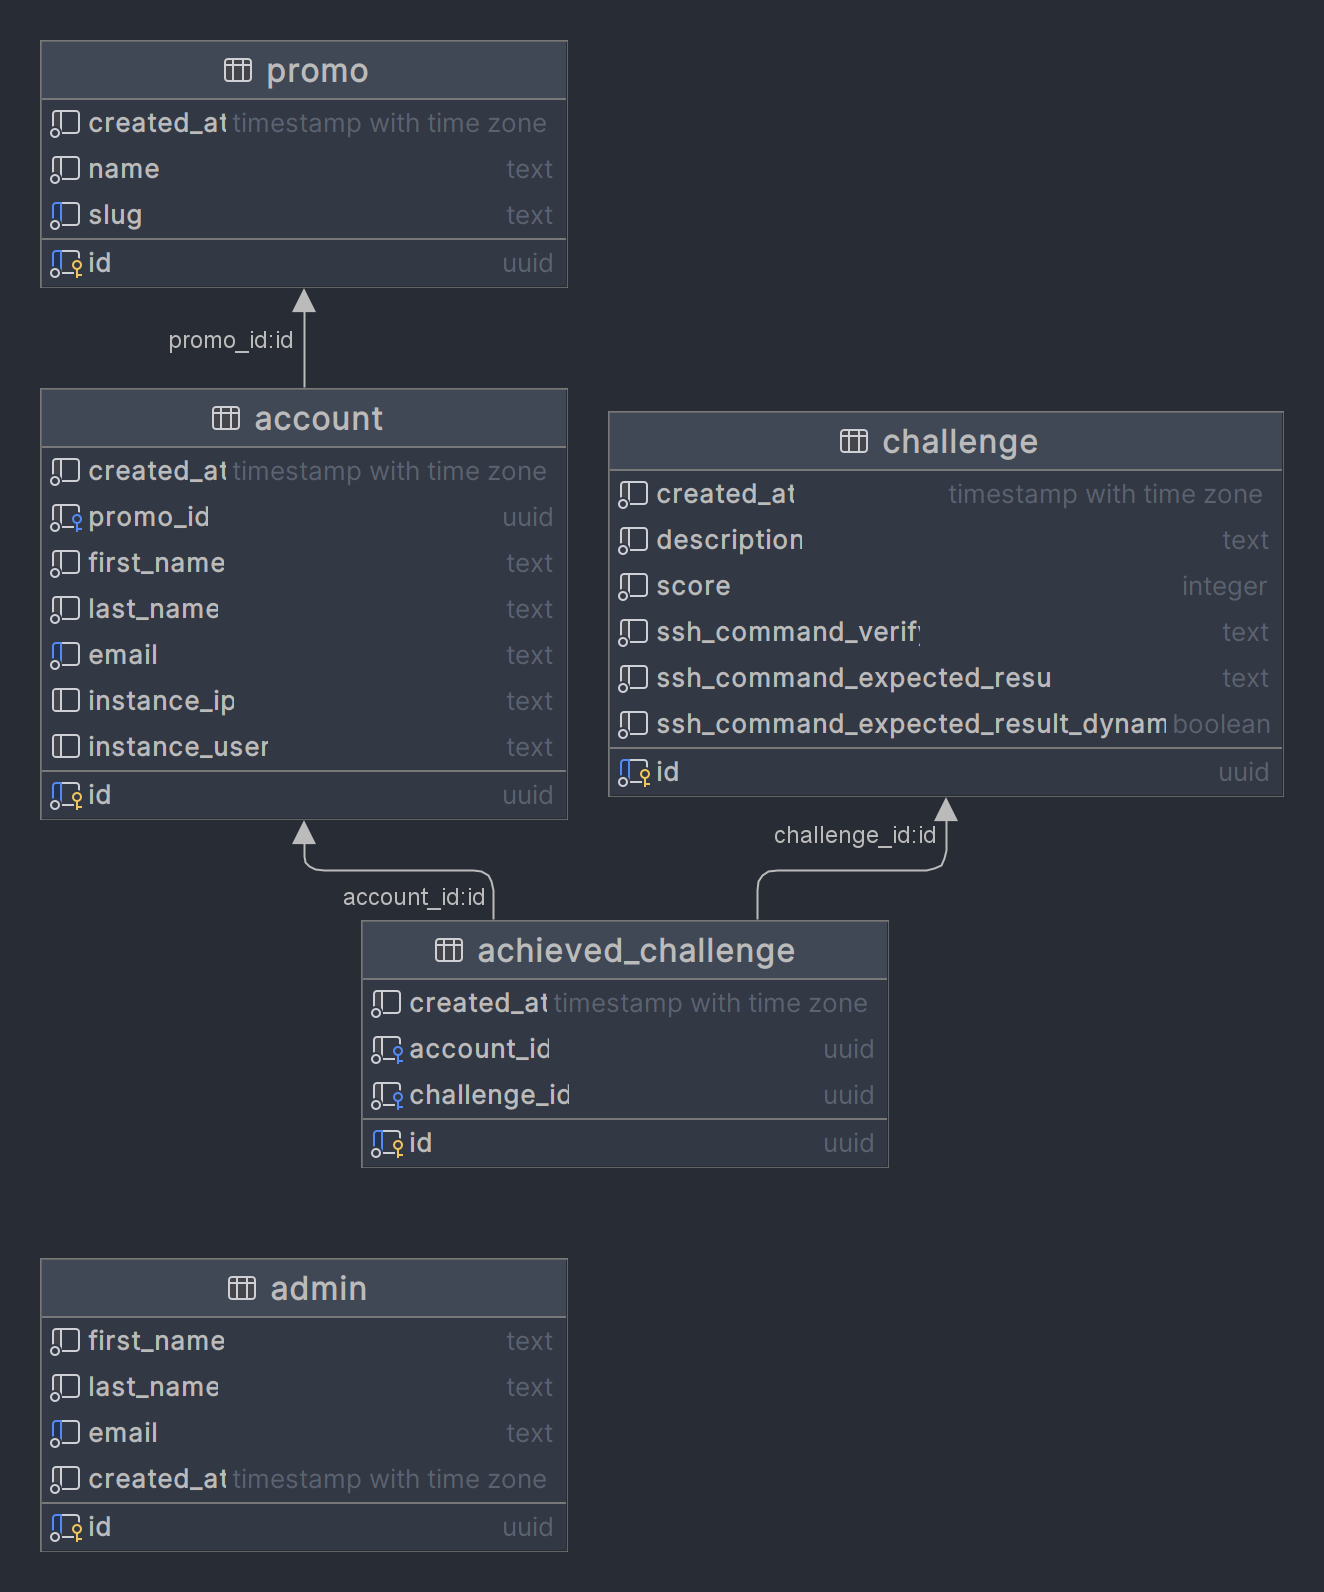 promo
created_at timestamp with time zone
name text
slug text
id uuid
promo_id:id
account
created_at timestamp with time zone
promo_id uuid
first_name text
last_name text
email text
instance_ip text
instance_user text
id uuid
challenge
created_at timestamp with time zone
description text
score integer
ssh_command_verify text
ssh_command_expected_resu text
ssh_command_expected_result_dynam boolean
id uuid
challenge_id:id
account_id:id
achieved_challenge
created_at timestamp with time zone
account_id uuid
challenge_id uuid
id uuid
admin
first_name text
last_name text
email text
created_at timestamp with time zone
id uuid